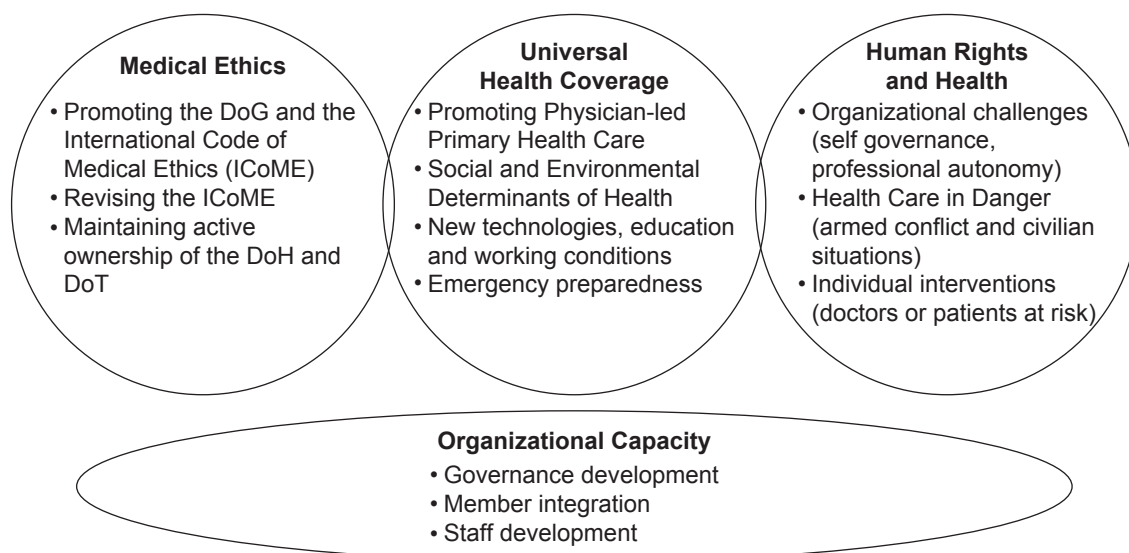 Medical Ethics
• Promoting the DoG and the
International Code of
Medical Ethics (ICoME)
• Revising the ICoME
• Maintaining active
ownership of the DoH and
DoT
Universal
Health Coverage
• Promoting Physician-led
Primary Health Care
• Social and Environmental
Determinants of Health
• New technologies, education
and working conditions
• Emergency preparedness
Human Rights
and Health
• Organizational challenges
(self governance,
professional autonomy)
• Health Care in Danger
(armed conflict and civilian
situations)
• Individual interventions
(doctors or patients at risk)
Organizational Capacity
• Governance development
• Member integration
• Staff development